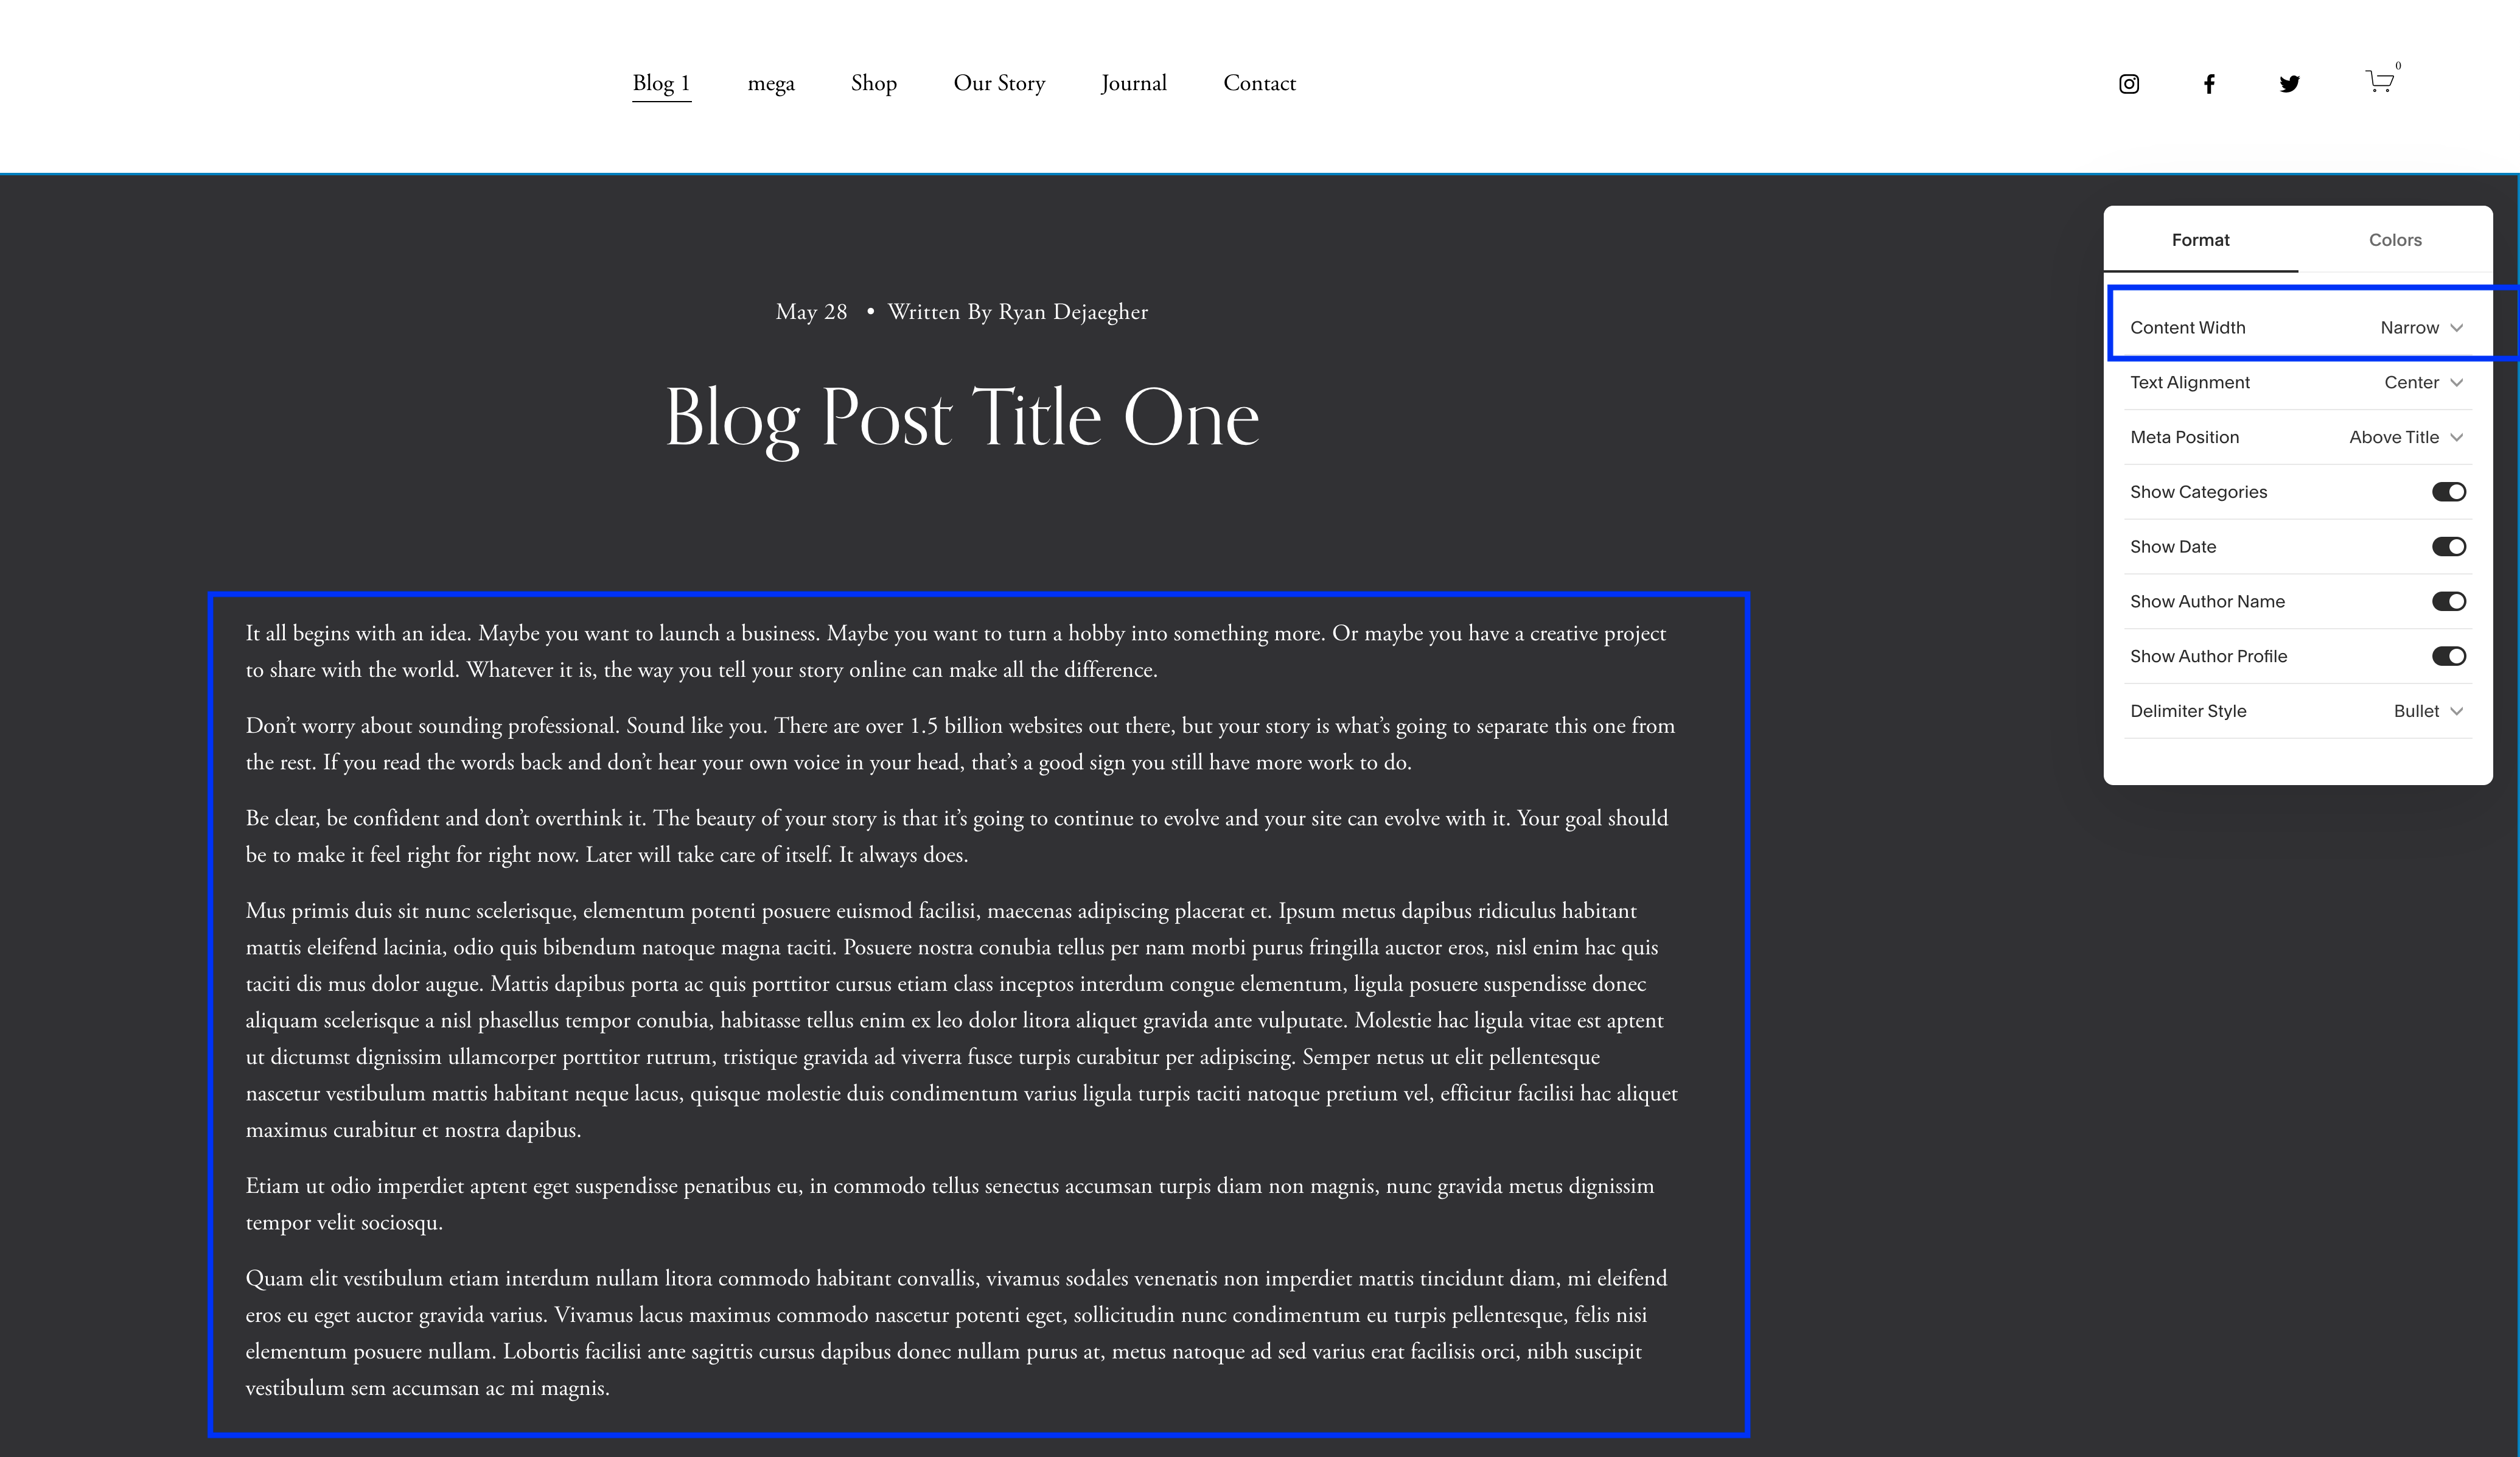 Blog 1 mega Shop Our Story Journal Contact 0
May 28 • Written By Ryan Dejaegher
Blog Post Title One
It all begins with an idea. Maybe you want to launch a business. Maybe you want to turn a hobby into something more. Or maybe you have a creative project
to share with the world. Whatever it is, the way you tell your story online can make all the difference.
Don’t worry about sounding professional. Sound like you. There are over 1.5 billion websites out there, but your story is what’s going to separate this one from
the rest. If you read the words back and don’t hear your own voice in your head, that’s a good sign you still have more work to do.
Be clear, be confident and don’t overthink it. The beauty of your story is that it’s going to continue to evolve and your site can evolve with it. Your goal should
be to make it feel right for right now. Later will take care of itself. It always does.
Mus primis duis sit nunc scelerisque, elementum potenti posuere euismod facilisi, maecenas adipiscing placerat et. Ipsum metus dapibus ridiculus habitant
mattis eleifend lacinia, odio quis bibendum natoque magna taciti. Posuere nostra conubia tellus per nam morbi purus fringilla auctor eros, nisl enim hac quis
taciti dis mus dolor augue. Mattis dapibus porta ac quis porttitor cursus etiam class inceptos interdum congue elementum, ligula posuere suspendisse donec
aliquam scelerisque a nisl phasellus tempor conubia, habitasse tellus enim ex leo dolor litora aliquet gravida ante vulputate. Molestie hac ligula vitae est aptent
ut dictumst dignissim ullamcorper porttitor rutrum, tristique gravida ad viverra fusce turpis curabitur per adipiscing. Semper netus ut elit pellentesque
nascetur vestibulum mattis habitant neque lacus, quisque molestie duis condimentum varius ligula turpis taciti natoque pretium vel, efficitur facilisi hac aliquet
maximus curabitur et nostra dapibus.
Etiam ut odio imperdiet aptent eget suspendisse penatibus eu, in commodo tellus senectus accumsan turpis diam non magnis, nunc gravida metus dignissim
tempor velit sociosqu.
Quam elit vestibulum etiam interdum nullam litora commodo habitant convallis, vivamus sodales venenatis non imperdiet mattis tincidunt diam, mi eleifend
eros eu eget auctor gravida varius. Vivamus lacus maximus commodo nascetur potenti eget, sollicitudin nunc condimentum eu turpis pellentesque, felis nisi
elementum posuere nullam. Lobortis facilisi ante sagittis cursus dapibus donec nullam purus at, metus natoque ad sed varius erat facilisis orci, nibh suscipit
vestibulum sem accumsan ac mi magnis.
Format Colors
Content Width Narrow
Text Alignment Center
Meta Position Above Title
Show Categories
Show Date
Show Author Name
Show Author Profile
Delimiter Style Bullet